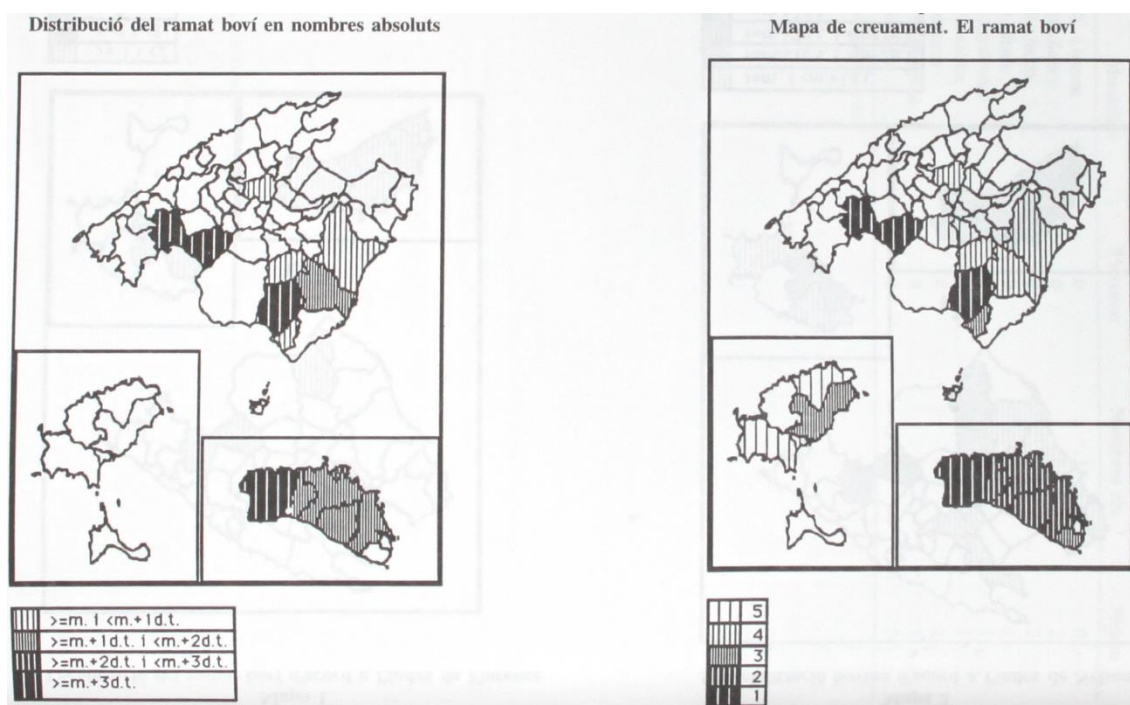 Distribució del ramat boví en nombres absoluts
>=m. i <m.+1d.t.
>=m.+1d.t. i <m.+2d.t.
>=m.+2d.t. i <m.+3d.t.
>=m.+3d.t.
Mapa de creuament. El ramat boví
5
4
3
2
1